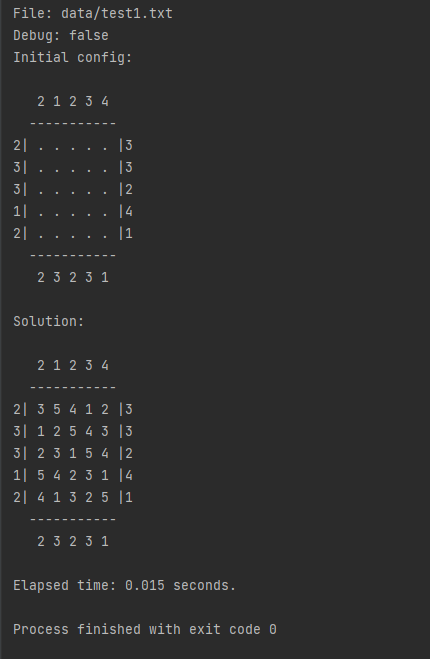 File: data/test1.txt
Debug: false
Initial config:

   2 1 2 3 4
  -----------
2| . . . . . |3
3| . . . . . |3
3| . . . . . |2
1| . . . . . |4
2| . . . . . |1
  -----------
   2 3 2 3 1

Solution:

   2 1 2 3 4
  -----------
2| 3 5 4 1 2 |3
3| 1 2 5 4 3 |3
3| 2 3 1 5 4 |2
1| 5 4 2 3 1 |4
2| 4 1 3 2 5 |1
  -----------
   2 3 2 3 1

Elapsed time: 0.015 seconds.

Process finished with exit code 0